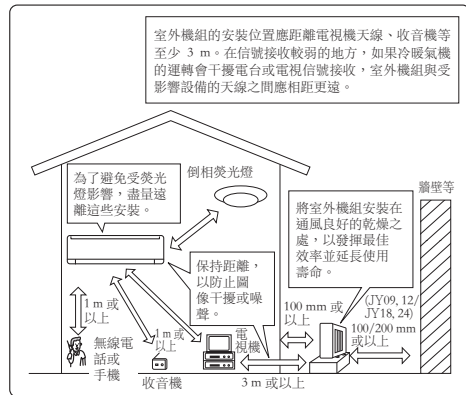 室外機組的安裝位置應距離電視機天線、收音機等
至少 3 m。在信號接收較弱的地方，如果冷暖氣機
的運轉會干擾電台或電視信號接收，室外機組與受
影響設備的天線之間應相距更遠。
為了避免受熒光
燈影響，盡量遠
離這些安裝。
倒相熒光燈
牆壁等
將室外機組安裝在
通風良好的乾燥之
處，以發揮最佳
效率並延長使用
壽命。
保持距離，
以防止圖
像干擾或噪
聲。
1 m 或
以上
無線電
話或
手機
1 m 或
以上
收音機
電
視
機
3 m 或以上
100 mm 或
以上
(JY09, 12/
JY18, 24)
100/200 mm
或以上